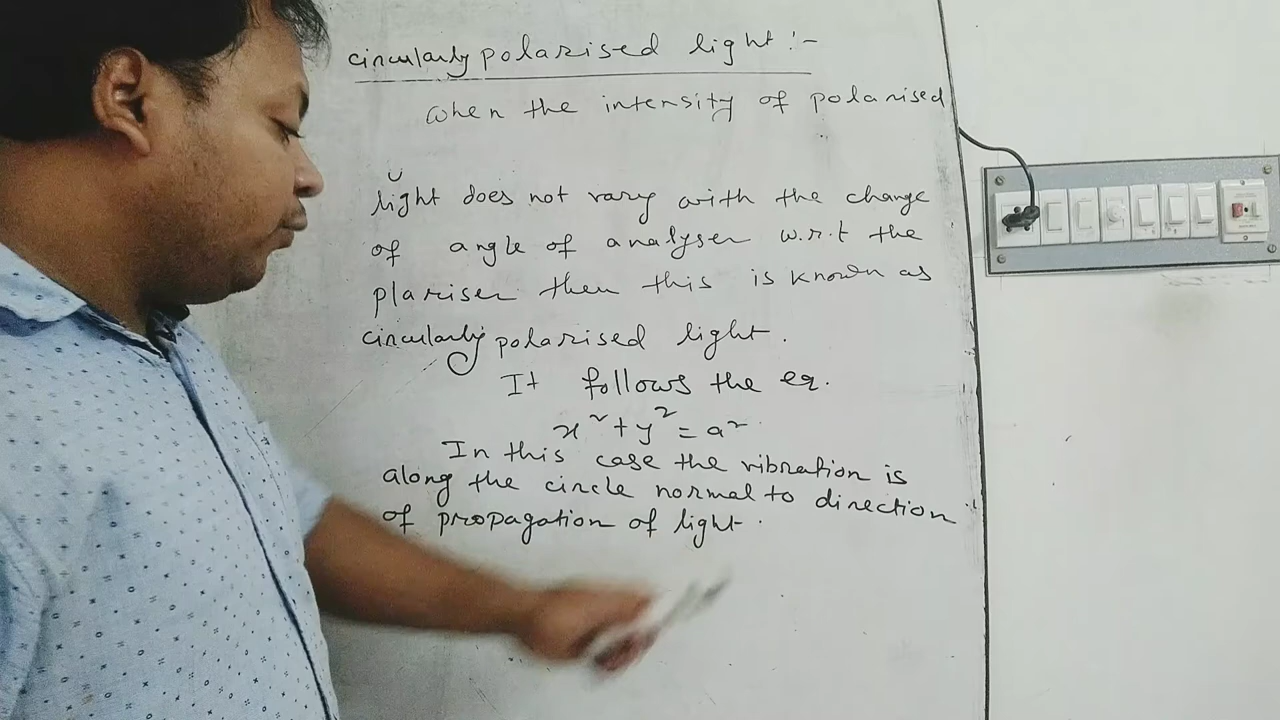 circularly polarised light :-
when the intensity of polarised
light does not vary with the change
of angle of analyser w.r.t the
plariser then this is known as
circularly polarised light.
It follows the eq.
x² + y² = a²
In this case the vibration is
along the circle normal to direction
of propagation of light.